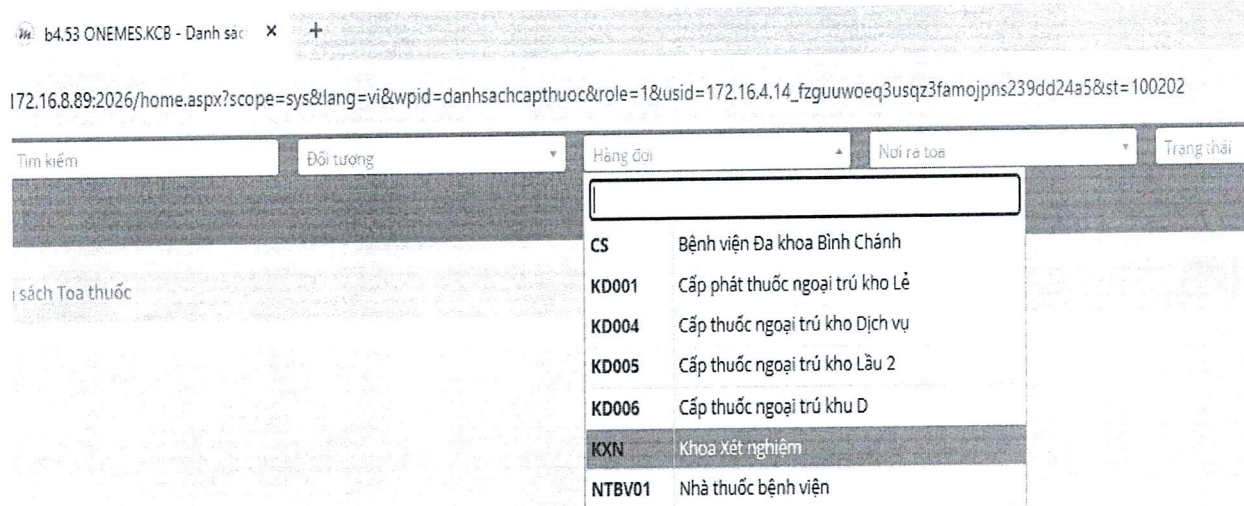 b4.53 ONEMES.KCB - Danh sác × +
172.16.8.89:2026/home.aspx?scope=sys&lang=vi&wpid=danhsachcapthuoc&role=1&usid=172.16.4.14_fzguuwoeq3usqz3famojpns239dd24a5&st=100202
Tìm kiếm Đối tượng Hàng đợi Nơi ra toa Trạng thái
CS Bệnh viện Đa khoa Bình Chánh
KD001 Cấp phát thuốc ngoại trú kho Lẻ
sách Toa thuốc
KD004 Cấp thuốc ngoại trú kho Dịch vụ
KD005 Cấp thuốc ngoại trú kho Lầu 2
KD006 Cấp thuốc ngoại trú khu D
KXN Khoa Xét nghiệm
NTBV01 Nhà thuốc bệnh viện